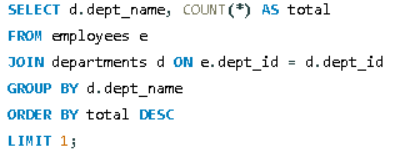 SELECT d.dept_name, COUNT(*) AS total
FROM employees e
JOIN departments d ON e.dept_id = d.dept_id
GROUP BY d.dept_name
ORDER BY total DESC
LIMIT 1;